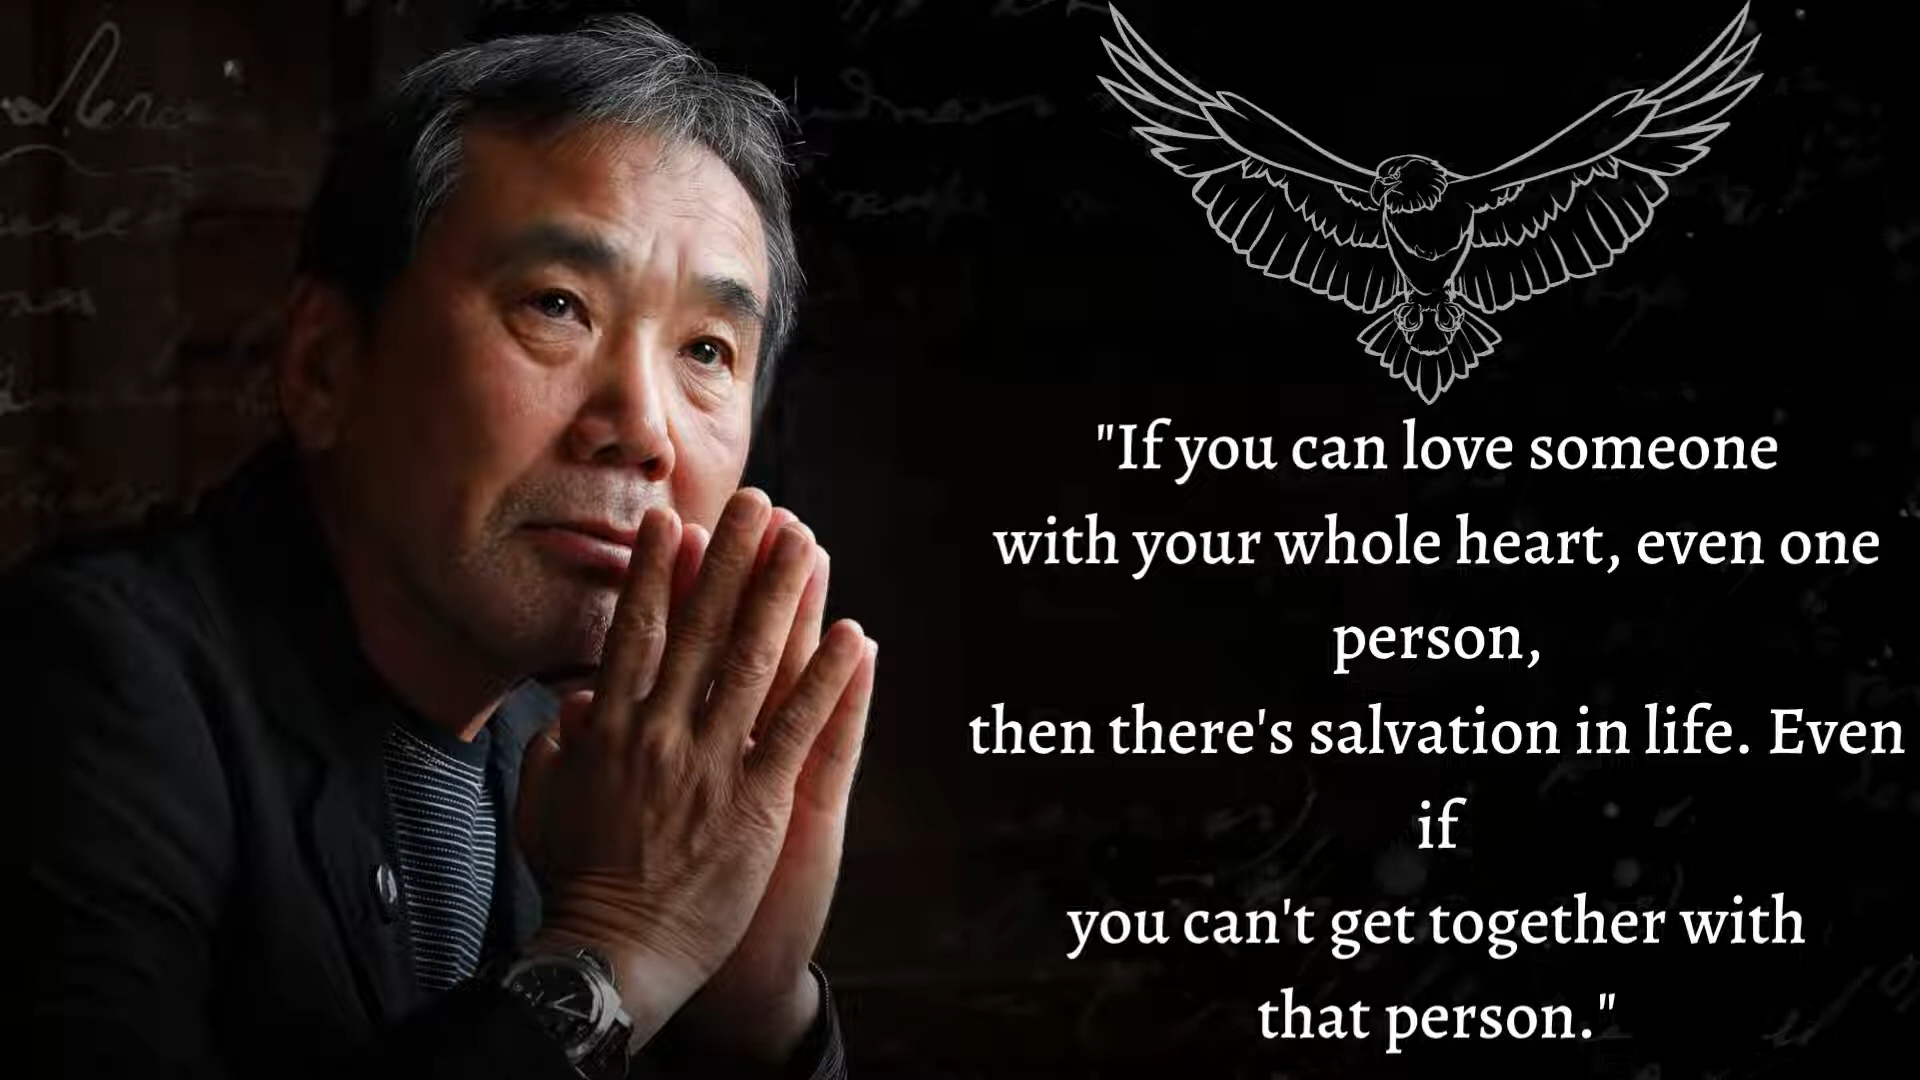 "If you can love someone
with your whole heart, even one
person,
then there's salvation in life. Even
if
you can't get together with
that person."